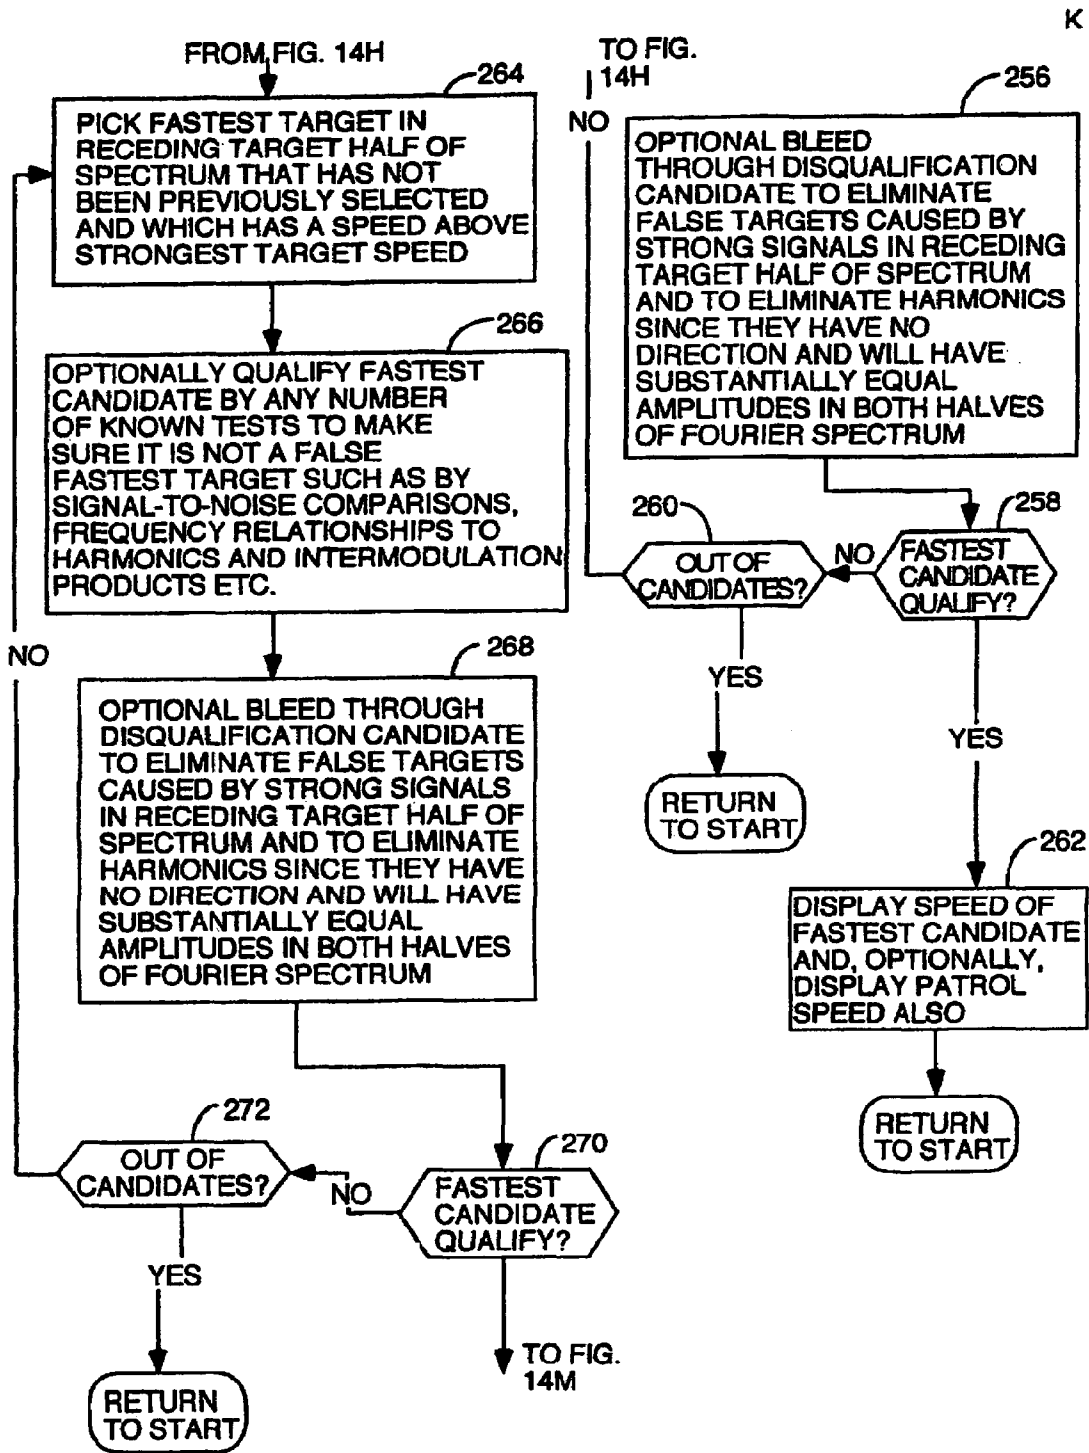 K
FROM FIG. 14H
264
PICK FASTEST TARGET IN
RECEDING TARGET HALF OF
SPECTRUM THAT HAS NOT
BEEN PREVIOUSLY SELECTED
AND WHICH HAS A SPEED ABOVE
STRONGEST TARGET SPEED
266
OPTIONALLY QUALIFY FASTEST
CANDIDATE BY ANY NUMBER
OF KNOWN TESTS TO MAKE
SURE IT IS NOT A FALSE
FASTEST TARGET SUCH AS BY
SIGNAL-TO-NOISE COMPARISONS,
FREQUENCY RELATIONSHIPS TO
HARMONICS AND INTERMODULATION
PRODUCTS ETC.
NO
268
OPTIONAL BLEED THROUGH
DISQUALIFICATION CANDIDATE
TO ELIMINATE FALSE TARGETS
CAUSED BY STRONG SIGNALS
IN RECEDING TARGET HALF OF
SPECTRUM AND TO ELIMINATE
HARMONICS SINCE THEY HAVE
NO DIRECTION AND WILL HAVE
SUBSTANTIALLY EQUAL
AMPLITUDES IN BOTH HALVES
OF FOURIER SPECTRUM
272
OUT OF
CANDIDATES?
NO
270
FASTEST
CANDIDATE
QUALIFY?
YES
RETURN
TO START
TO FIG.
14M
TO FIG.
14H
NO
256
OPTIONAL BLEED
THROUGH DISQUALIFICATION
CANDIDATE TO ELIMINATE
FALSE TARGETS CAUSED BY
STRONG SIGNALS IN RECEDING
TARGET HALF OF SPECTRUM
AND TO ELIMINATE HARMONICS
SINCE THEY HAVE NO
DIRECTION AND WILL HAVE
SUBSTANTIALLY EQUAL
AMPLITUDES IN BOTH HALVES
OF FOURIER SPECTRUM
260
OUT OF
CANDIDATES?
NO
258
FASTEST
CANDIDATE
QUALIFY?
YES
RETURN
TO START
YES
262
DISPLAY SPEED OF
FASTEST CANDIDATE
AND, OPTIONALLY,
DISPLAY PATROL
SPEED ALSO
RETURN
TO START